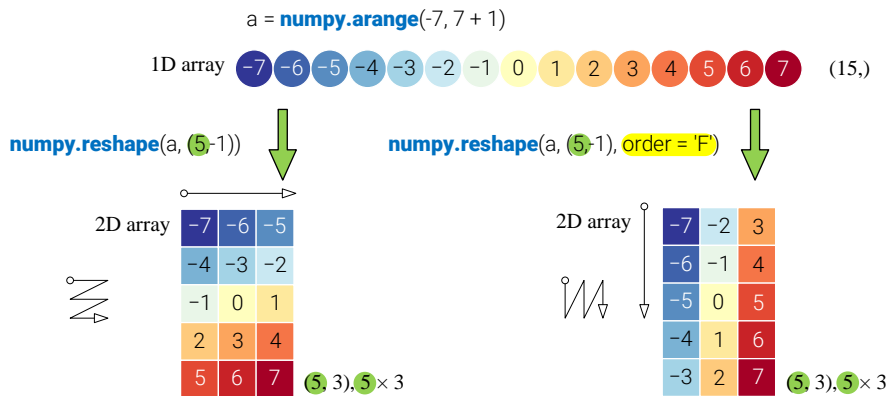 a = numpy.arange(-7, 7 + 1)
1D array −7 −6 −5 −4 −3 −2 −1 0 1 2 3 4 5 6 7 (15,)
numpy.reshape(a, (5,-1))
2D array
−7 −6 −5
−4 −3 −2
−1 0 1
2 3 4
5 6 7
(5, 3), 5 × 3
numpy.reshape(a, (5,-1), order = 'F')
2D array
−7 −2 3
−6 −1 4
−5 0 5
−4 1 6
−3 2 7
(5, 3), 5 × 3